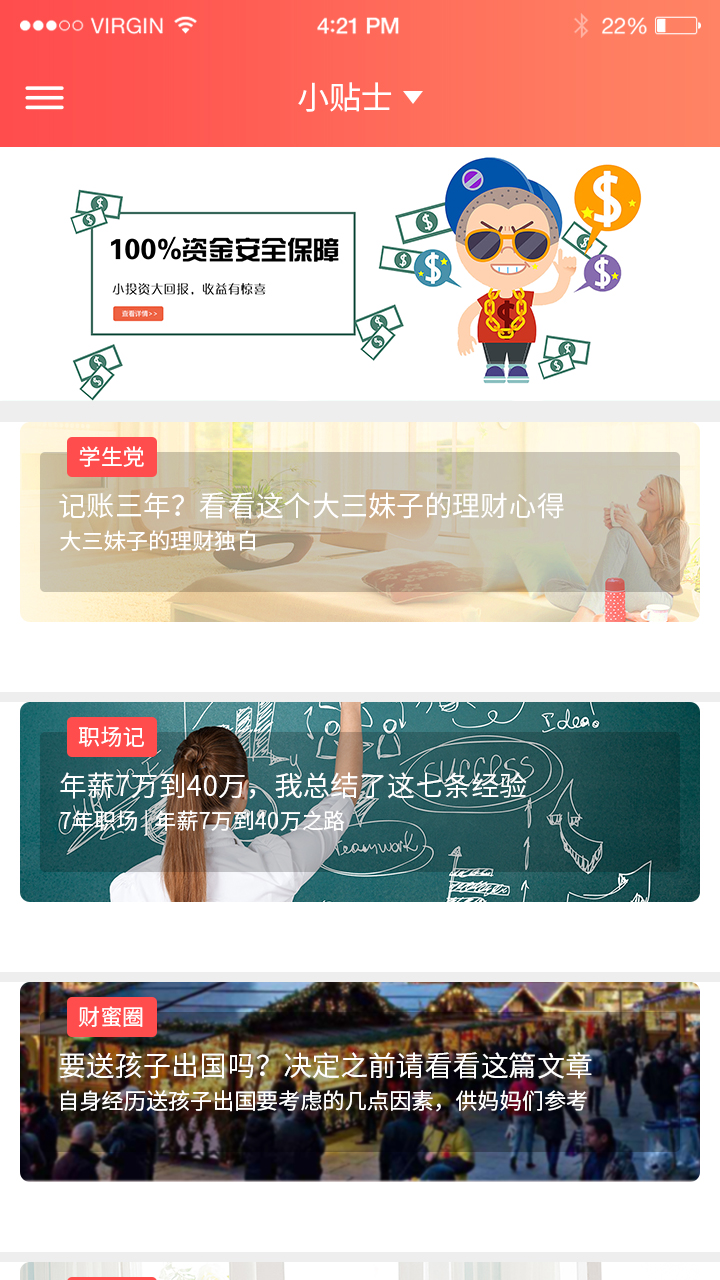 VIRGIN
4:21 PM
22%
小贴士
100%资金安全保障
小投资大回报，收益有惊喜
查看详情>>
学生党
记账三年？看看这个大三妹子的理财心得
大三妹子的理财独白
职场记
年薪7万到40万，我总结了这七条经验
7年职场|年薪7万到40万之路
Idea.
success
Teamwork
财蜜圈
要送孩子出国吗？决定之前请看看这篇文章
自身经历送孩子出国要考虑的几点因素，供妈妈们参考